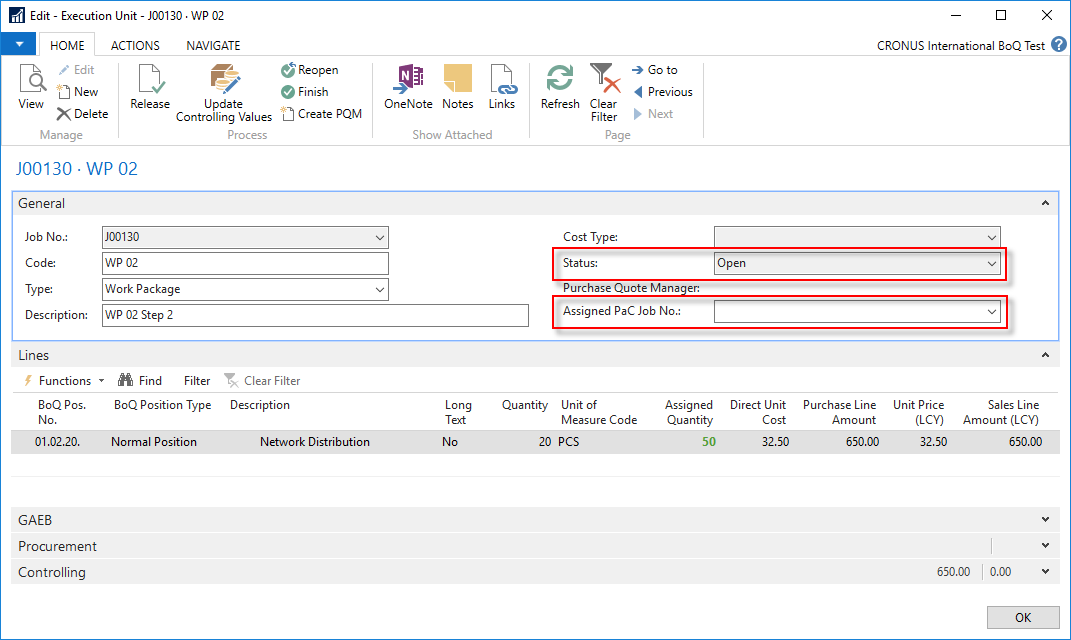 Edit - Execution Unit - J00130 · WP 02
HOME ACTIONS NAVIGATE CRONUS International BoQ Test ?
View
Edit
New
Delete
Manage
Release
Update
Controlling Values
Reopen
Finish
Create PQM
Process
OneNote
Notes
Links
Show Attached
Refresh
Clear
Filter
Go to
Previous
Next
Page
J00130 · WP 02
General
Job No.: J00130
Code: WP 02
Type: Work Package
Description: WP 02 Step 2
Cost Type:
Status: Open
Purchase Quote Manager:
Assigned PaC Job No.:
Lines
Functions Find Filter Clear Filter
BoQ Pos. No. BoQ Position Type Description Long Text Quantity Unit of Measure Code Assigned Quantity Direct Unit Cost Purchase Line Amount Unit Price (LCY) Sales Line Amount (LCY)
01.02.20. Normal Position Network Distribution No 20 PCS 50 32.50 650.00 32.50 650.00
GAEB
Procurement
Controlling 650.00 0.00
OK